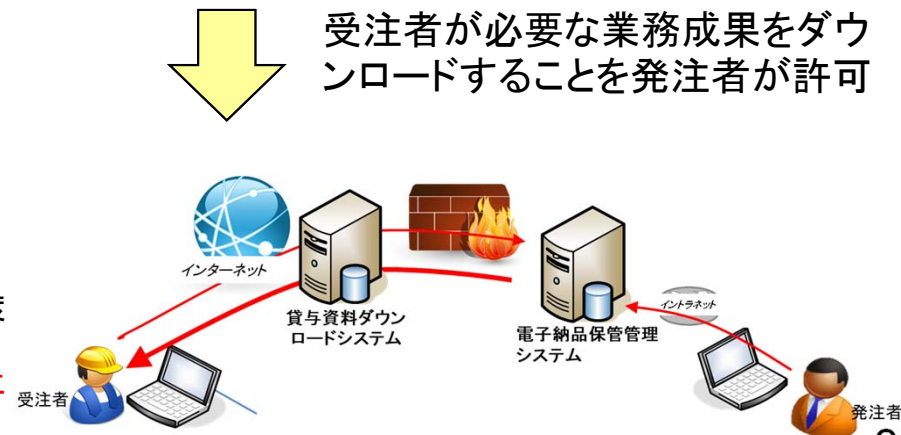 受注者が必要な業務成果をダウ
ンロードすることを発注者が許可
インターネット
貸与資料ダウン
ロードシステム
電子納品保管管理
システム
イントラネット
受注者
発注者